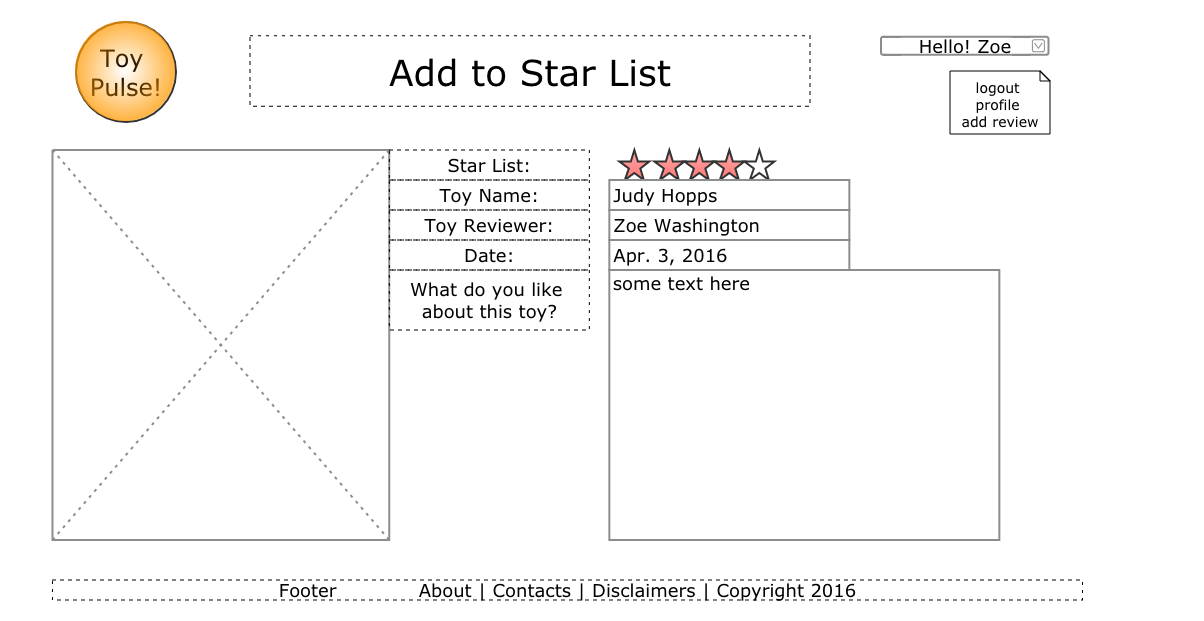 Toy
Pulse!
Add to Star List
Hello! Zoe
logout
profile
add review
Star List:
Toy Name:
Judy Hopps
Toy Reviewer:
Zoe Washington
Date:
Apr. 3, 2016
What do you like
about this toy?
some text here
Footer About | Contacts | Disclaimers | Copyright 2016